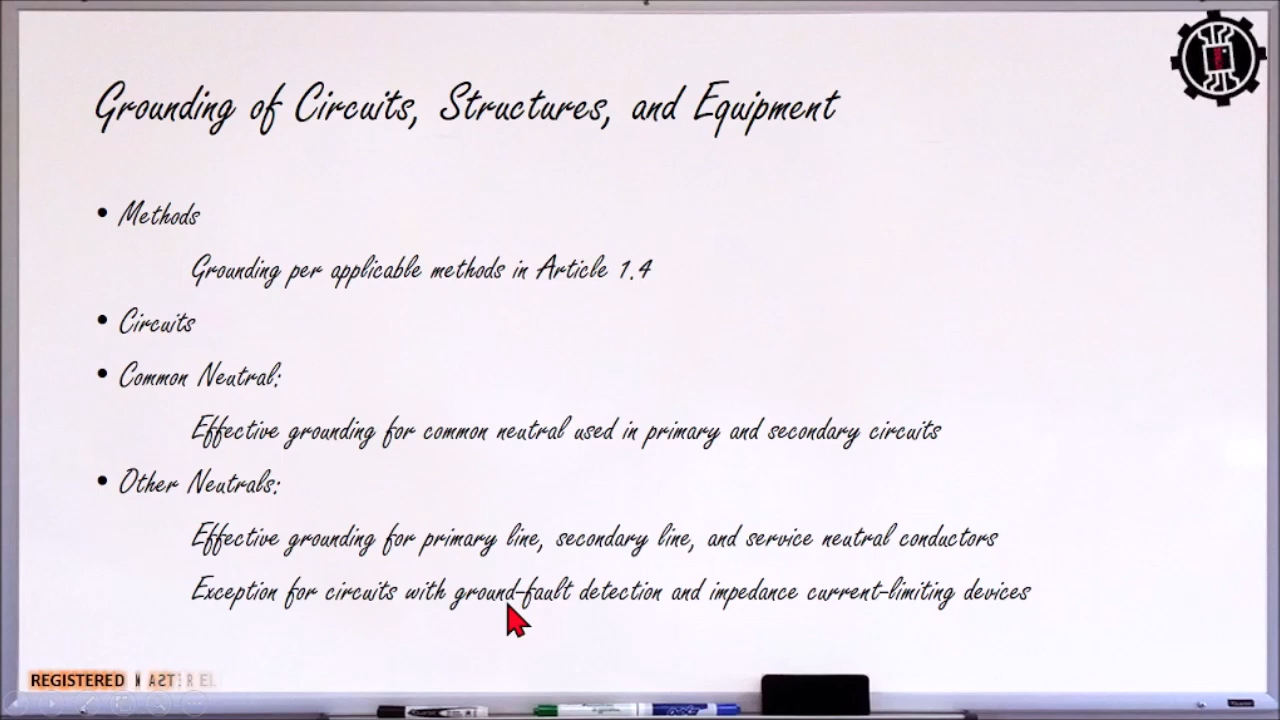 Grounding of Circuits, Structures, and Equipment
• Methods
Grounding per applicable methods in Article 1.4
• Circuits
• Common Neutral:
Effective grounding for common neutral used in primary and secondary circuits
• Other Neutrals:
Effective grounding for primary line, secondary line, and service neutral conductors
Exception for circuits with ground-fault detection and impedance current-limiting devices
REGISTERED